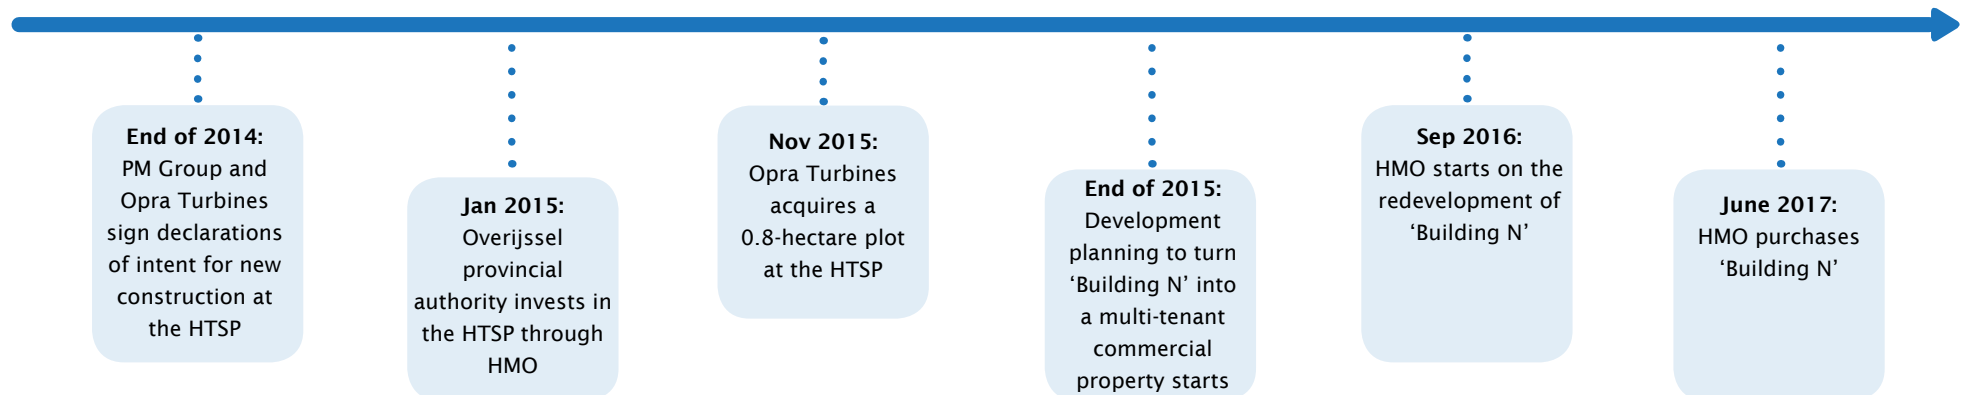 End of 2014:
PM Group and
Opra Turbines
sign declarations
of intent for new
construction at
the HTSP
Jan 2015:
Overijssel
provincial
authority invests in
the HTSP through
HMO
Nov 2015:
Opra Turbines
acquires a
0.8-hectare plot
at the HTSP
End of 2015:
Development
planning to turn
‘Building N’ into
a multi-tenant
commercial
property starts
Sep 2016:
HMO starts on the
redevelopment of
‘Building N’
June 2017:
HMO purchases
‘Building N’